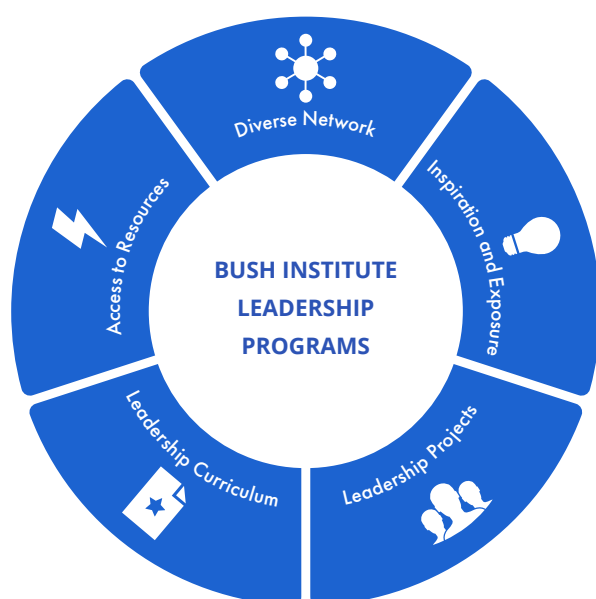 Diverse Network
Inspiration and Exposure
Leadership Projects
Leadership Curriculum
Access to Resources
BUSH INSTITUTE
LEADERSHIP
PROGRAMS